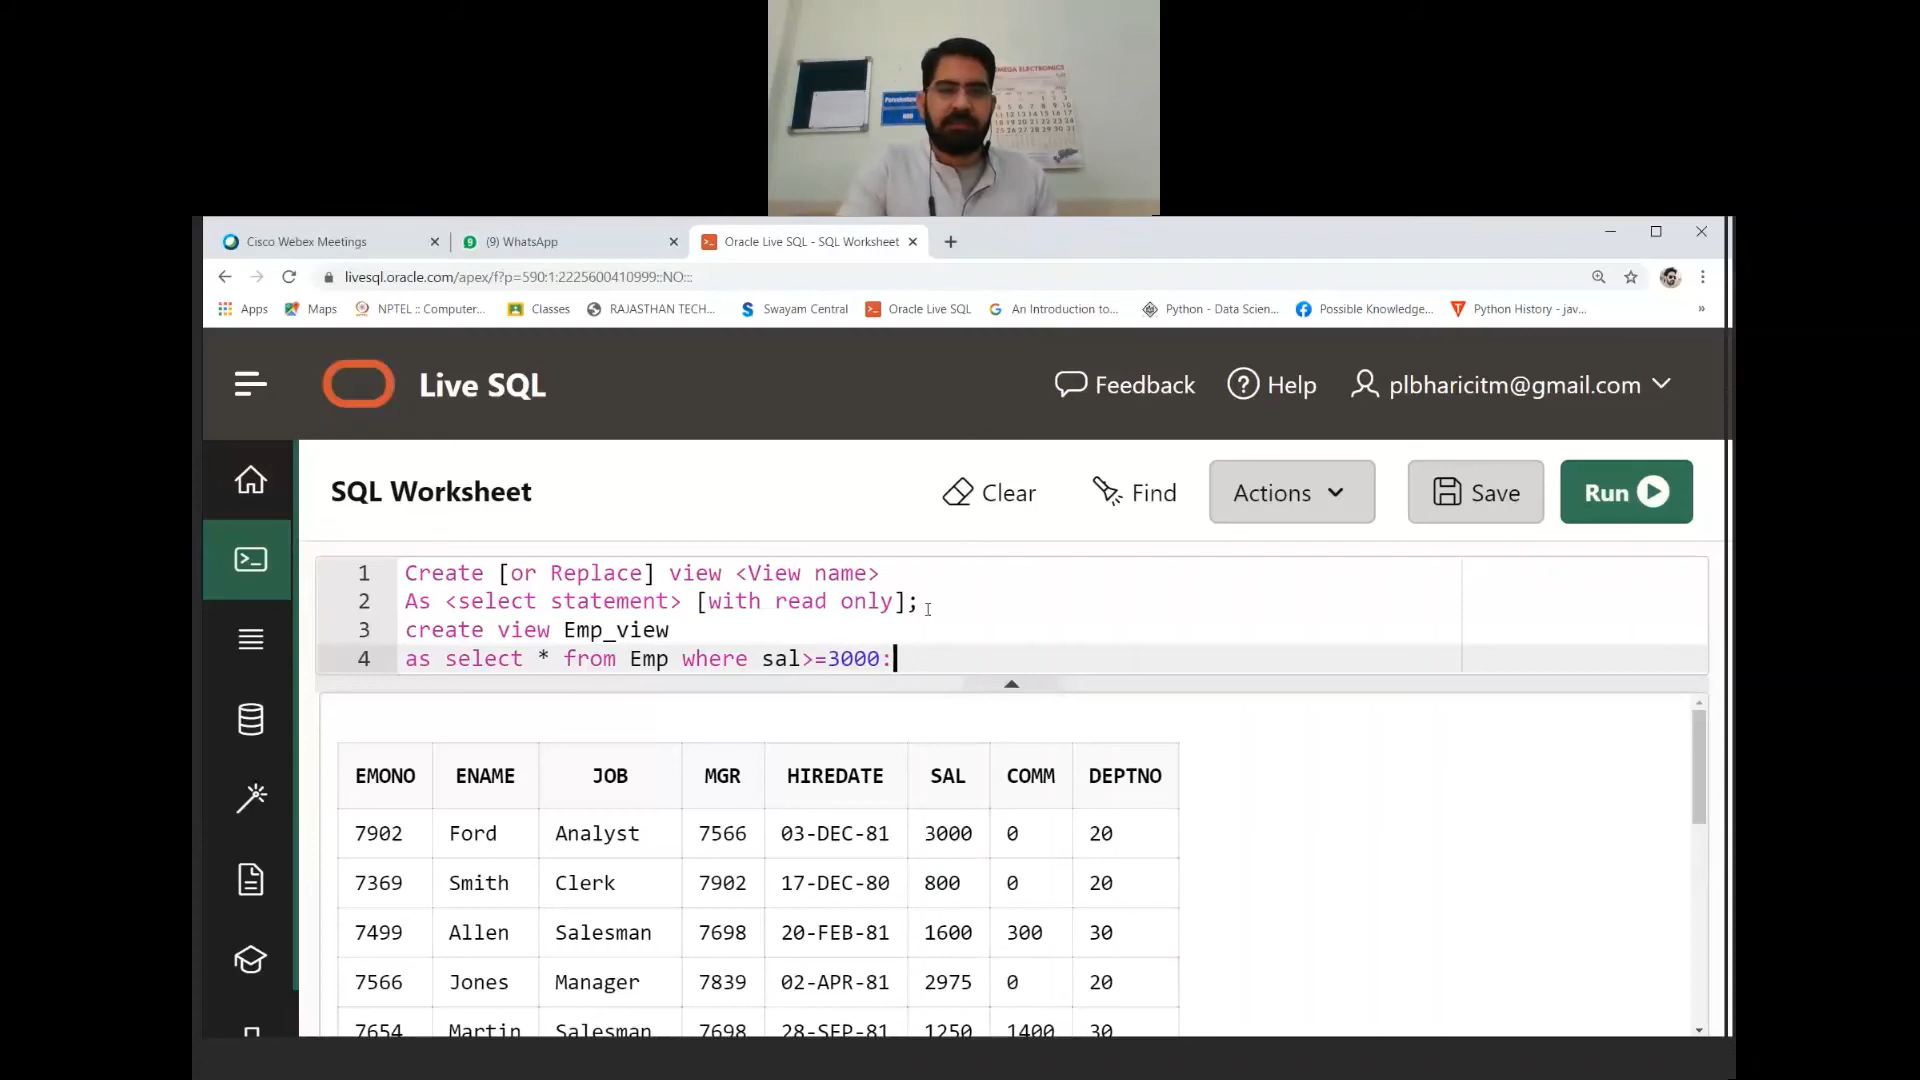 OMEGA ELECTRONICS
Cisco Webex Meetings
9 (9) WhatsApp
Oracle Live SQL - SQL Worksheet
livesql.oracle.com/apex/f?p=590:1:2225600410999::NO:::
Apps Maps NPTEL :: Computer... Classes RAJASTHAN TECH... Swayam Central Oracle Live SQL An Introduction to... Python - Data Scien... Possible Knowledge... Python History - jav... »
Live SQL Feedback Help plbharicitm@gmail.com
SQL Worksheet Clear Find Actions Save Run
1 Create [or Replace] view <View name>
2 As <select statement> [with read only];
3 create view Emp_view
4 as select * from Emp where sal>=3000:
EMONO ENAME JOB MGR HIREDATE SAL COMM DEPTNO
7902 Ford Analyst 7566 03-DEC-81 3000 0 20
7369 Smith Clerk 7902 17-DEC-80 800 0 20
7499 Allen Salesman 7698 20-FEB-81 1600 300 30
7566 Jones Manager 7839 02-APR-81 2975 0 20
7654 Martin Salesman 7698 28-SEP-81 1250 1400 30